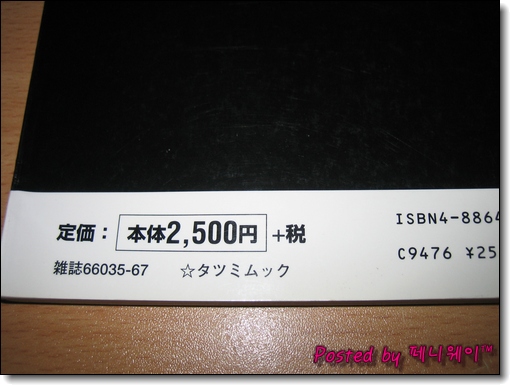 定価： 本体2,500円 +税
雑誌66035-67 ☆タツミムック
ISBN4-8864
C9476 ¥25
Posted by 페니웨이™